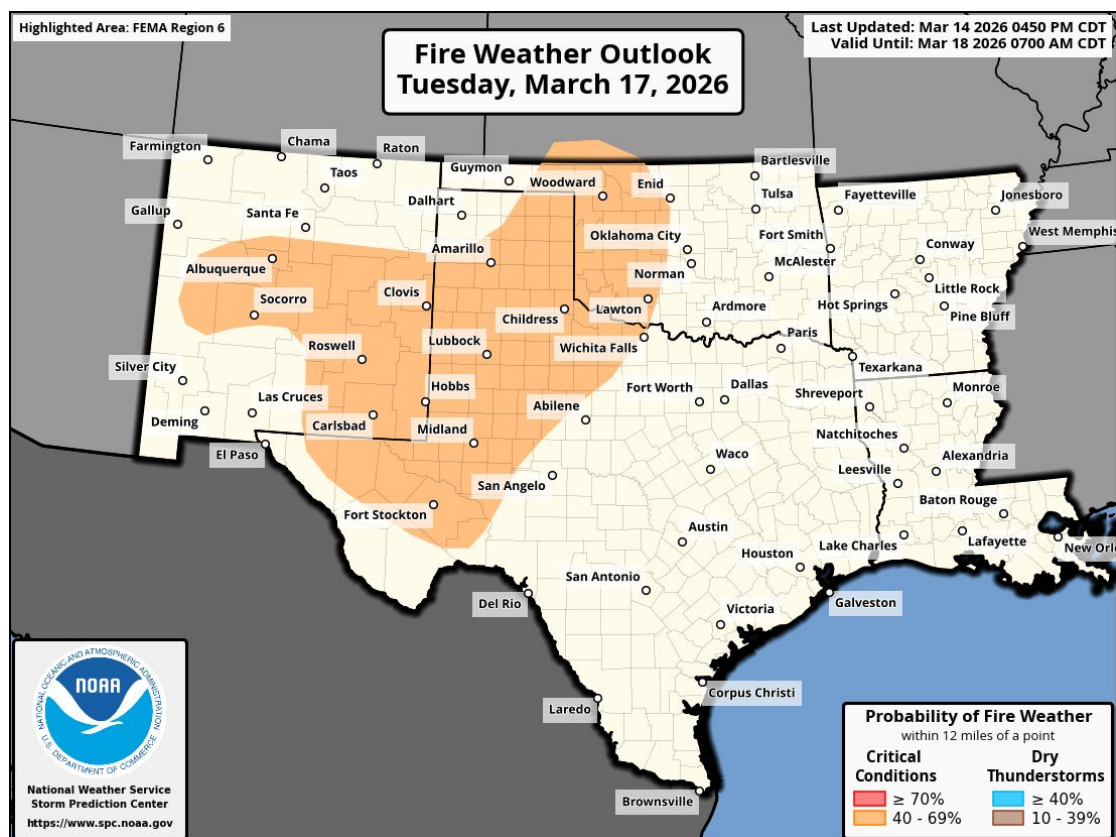 Highlighted Area: FEMA Region 6
Last Updated: Mar 14 2026 0450 PM CDT
Valid Until: Mar 18 2026 0700 AM CDT
Fire Weather Outlook
Tuesday, March 17, 2026
Farmington
Chama
Raton
Taos
Guymon
Woodward
Enid
Bartlesville
Tulsa
Fayetteville
Jonesboro
Gallup
Santa Fe
Dalhart
Amarillo
Oklahoma City
Fort Smith
West Memphis
Albuquerque
Norman
McAlester
Conway
Socorro
Clovis
Childress
Lawton
Ardmore
Hot Springs
Little Rock
Pine Bluff
Roswell
Lubbock
Wichita Falls
Paris
Silver City
Texarkana
Hobbs
Fort Worth
Dallas
Shreveport
Monroe
Las Cruces
Abilene
Deming
Carlsbad
Midland
Natchitoches
El Paso
Waco
Alexandria
San Angelo
Leesville
Baton Rouge
Fort Stockton
Austin
Lake Charles
Lafayette
New Orl
Houston
San Antonio
Del Rio
Galveston
Victoria
Laredo
Corpus Christi
Brownsville
NATIONAL OCEANIC AND ATMOSPHERIC ADMINISTRATION
NOAA
U.S. DEPARTMENT OF COMMERCE
National Weather Service
Storm Prediction Center
https://www.spc.noaa.gov
Probability of Fire Weather
within 12 miles of a point
Critical Conditions
≥ 70%
40 - 69%
Dry Thunderstorms
≥ 40%
10 - 39%